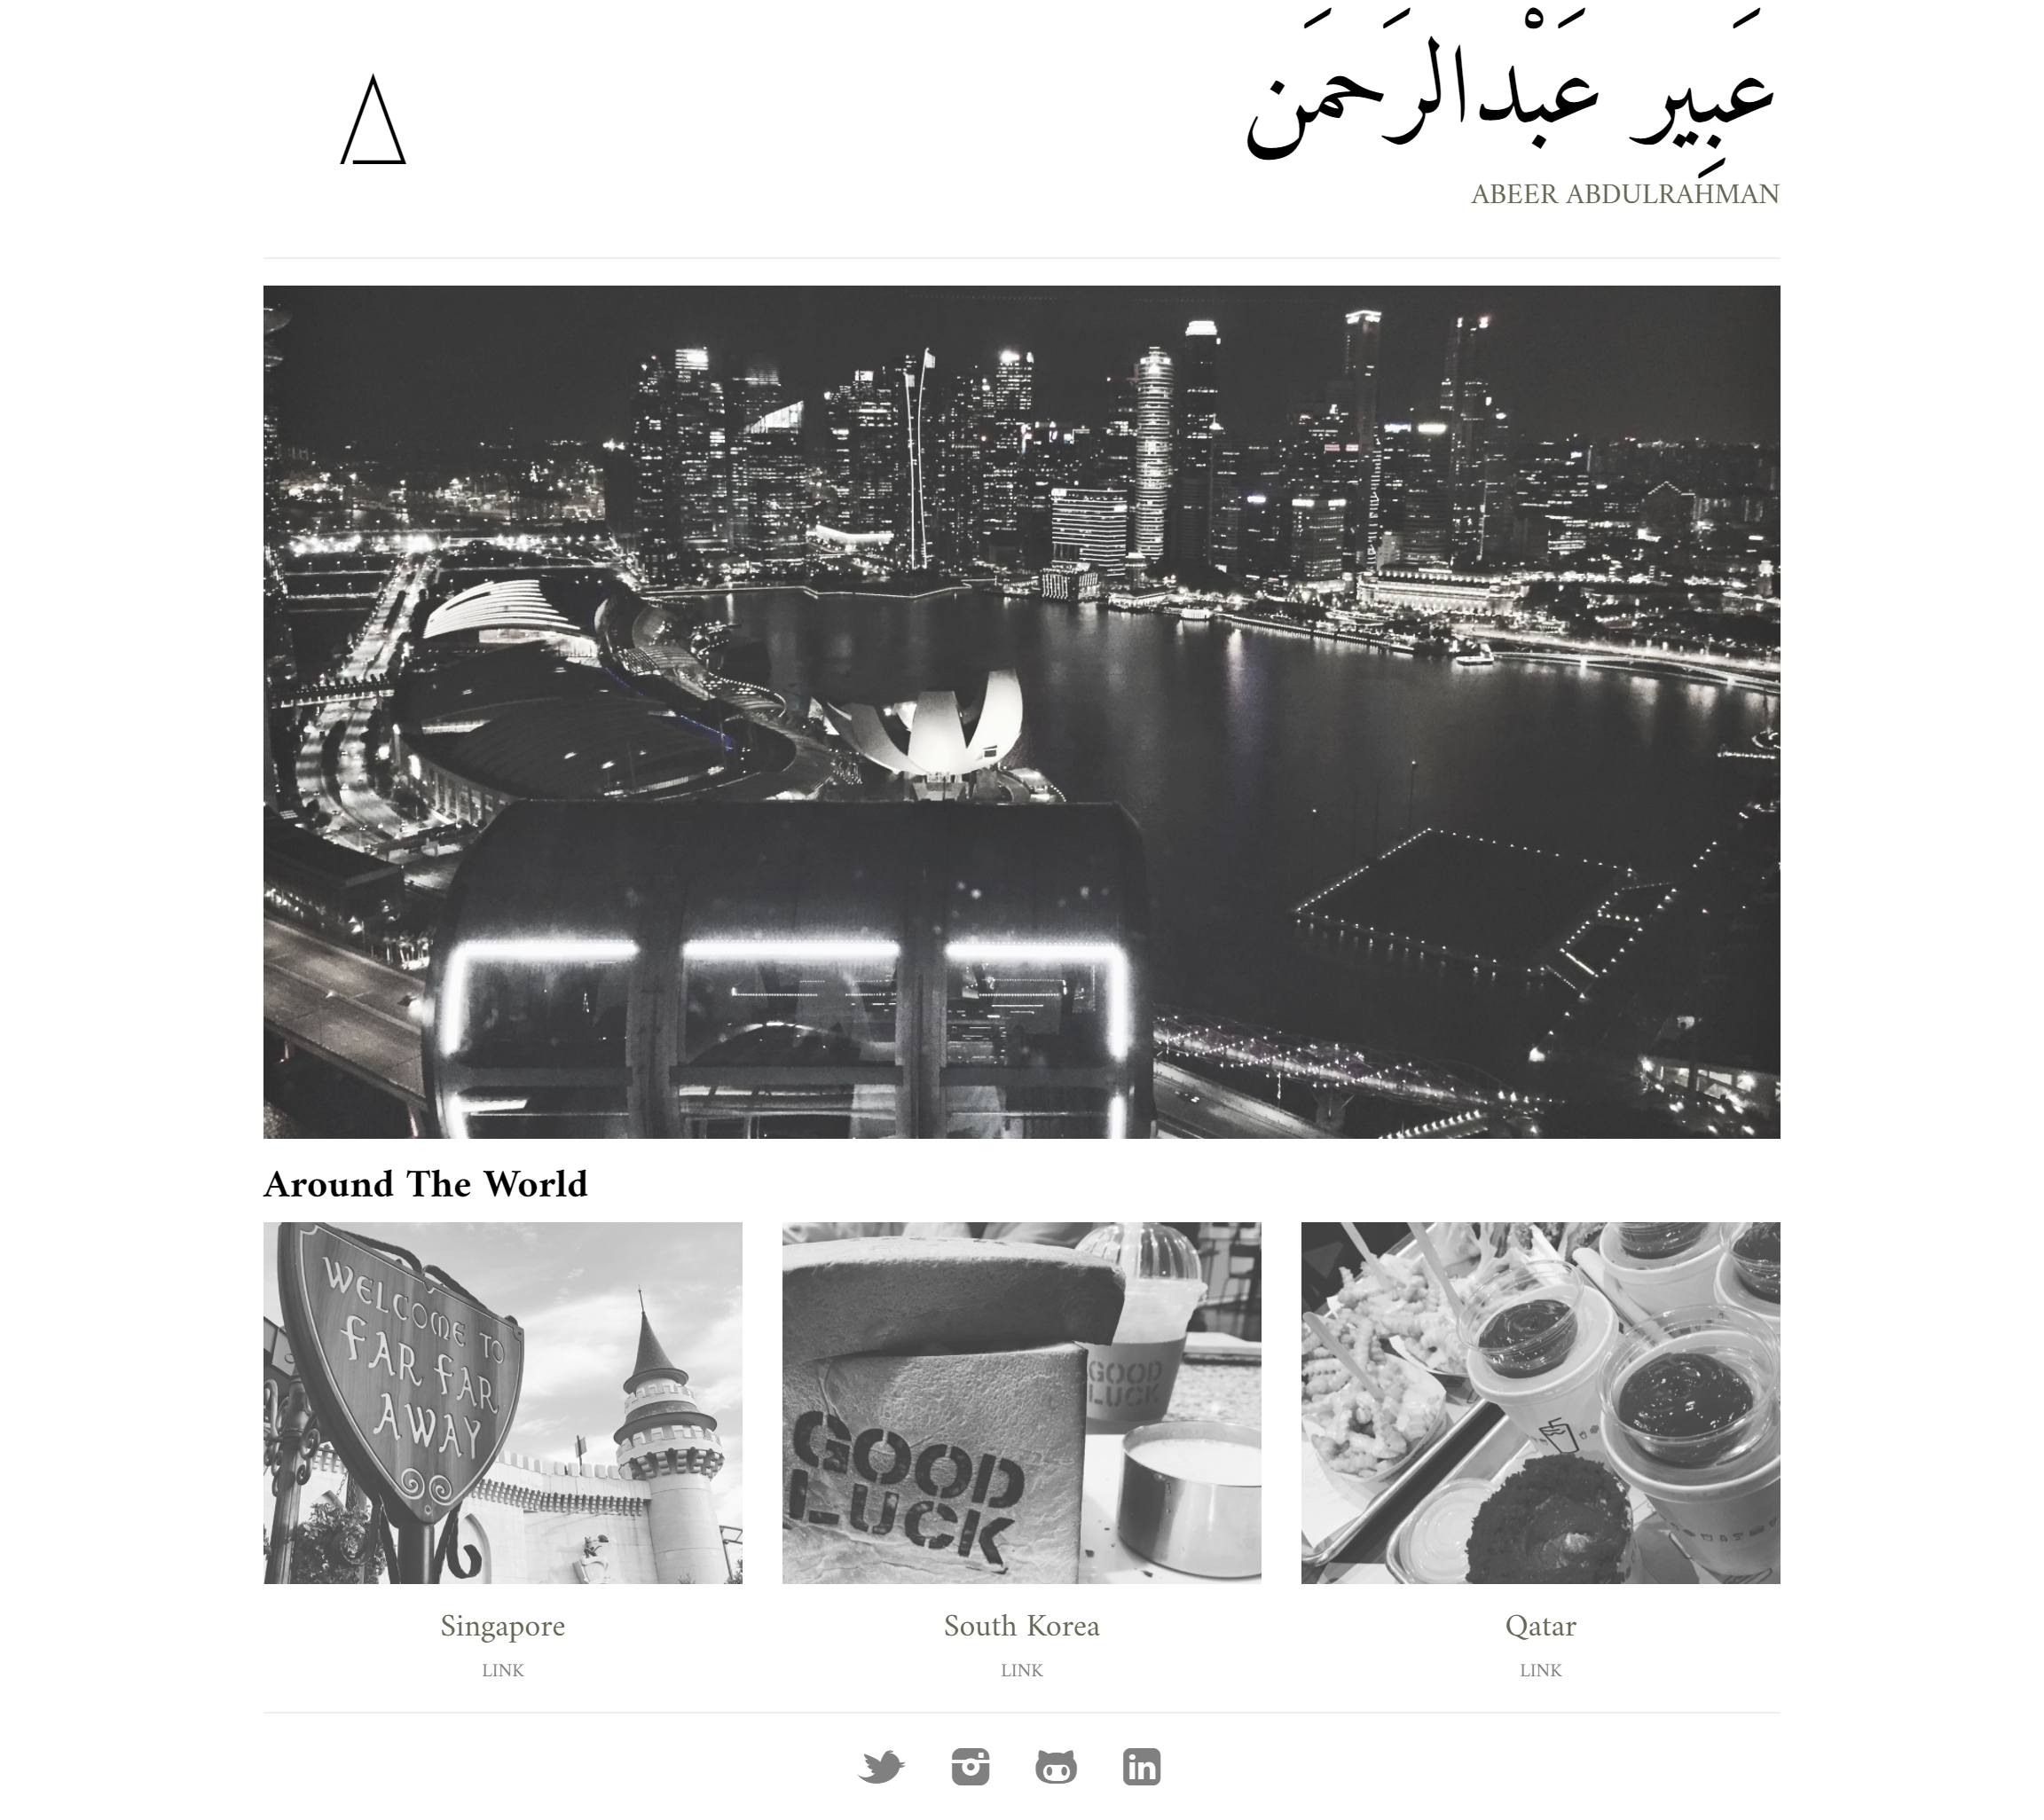 عَبِير عَبْدالرَحمَن
ABEER ABDULRAHMAN
Around The World
WELCOME TO
FAR FAR
AWAY
GOOD
LUCK
GOOD
LUCK
Singapore
South Korea
Qatar
LINK
LINK
LINK
in